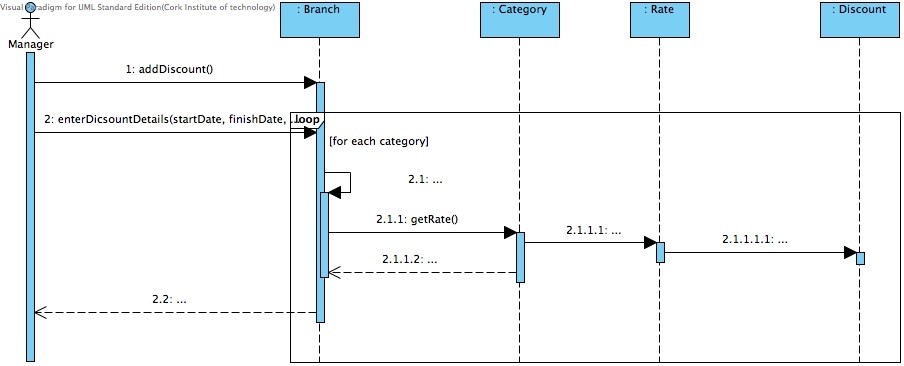 Visual Paradigm for UML Standard Edition(Cork Institute of technology)
: Branch
: Category
: Rate
: Discount
Manager
1: addDiscount()
2: enterDicsountDetails(startDate, finishDate, ...
loop
[for each category]
2.1: ...
2.1.1: getRate()
2.1.1.1: ...
2.1.1.1.1: ...
2.1.1.2: ...
2.2: ...